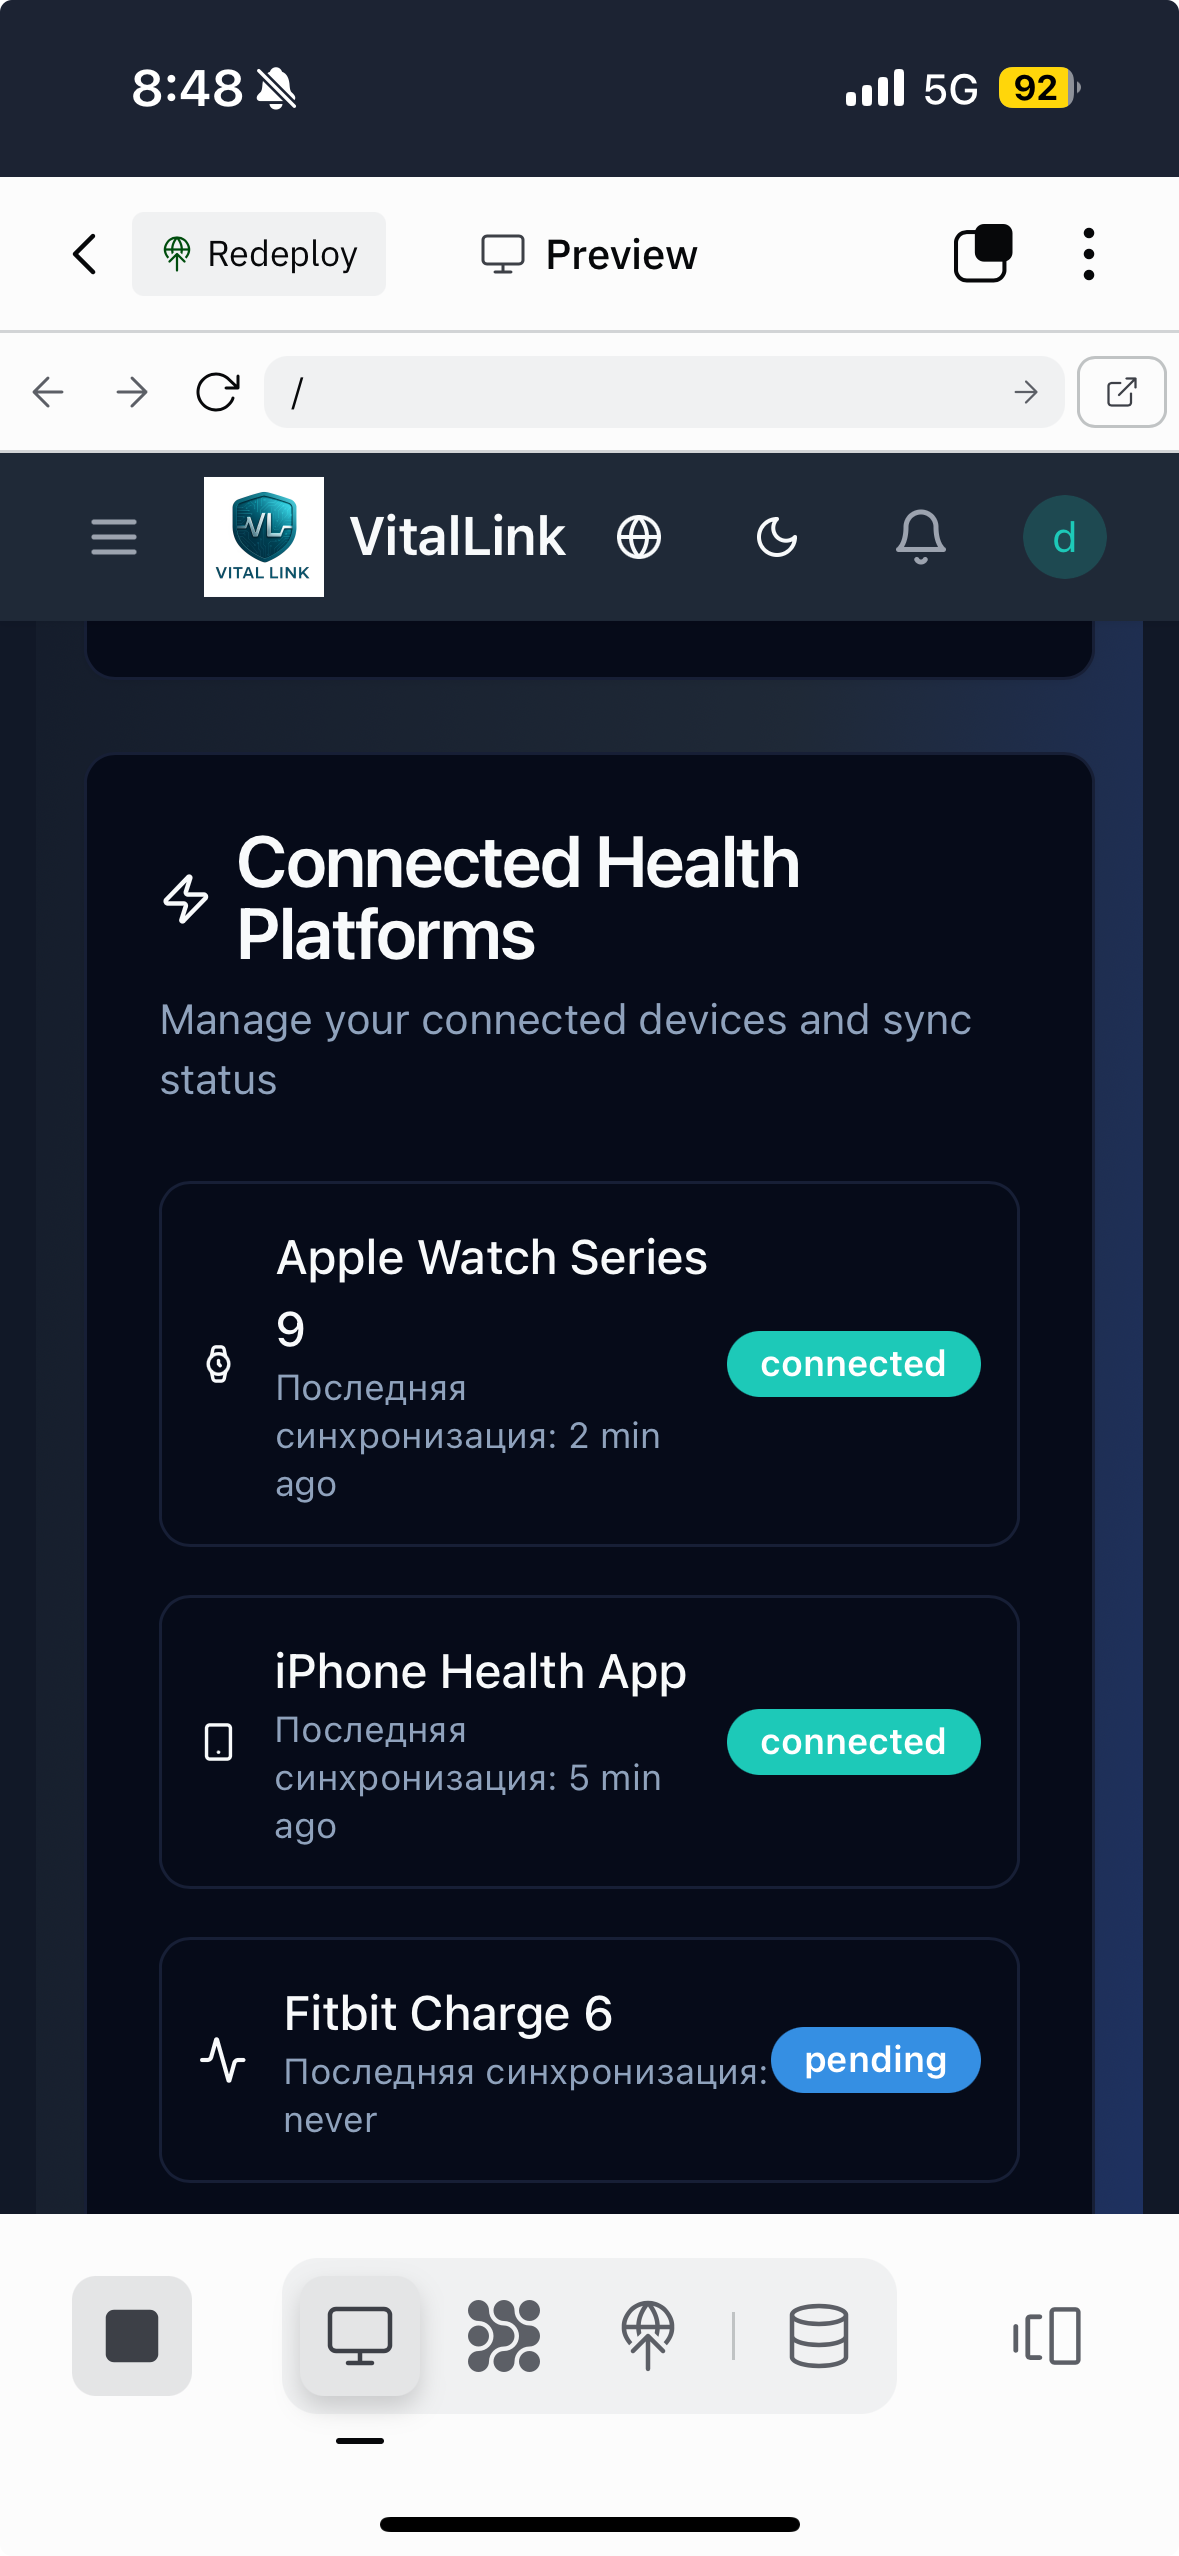 8:48
5G
92
Redeploy
Preview
/
VL
VITAL LINK
VitalLink
d
Connected Health
Platforms
Manage your connected devices and sync
status
Apple Watch Series
9
Последняя
синхронизация: 2 min
ago
connected
iPhone Health App
Последняя
синхронизация: 5 min
ago
connected
Fitbit Charge 6
Последняя синхронизация:
never
pending